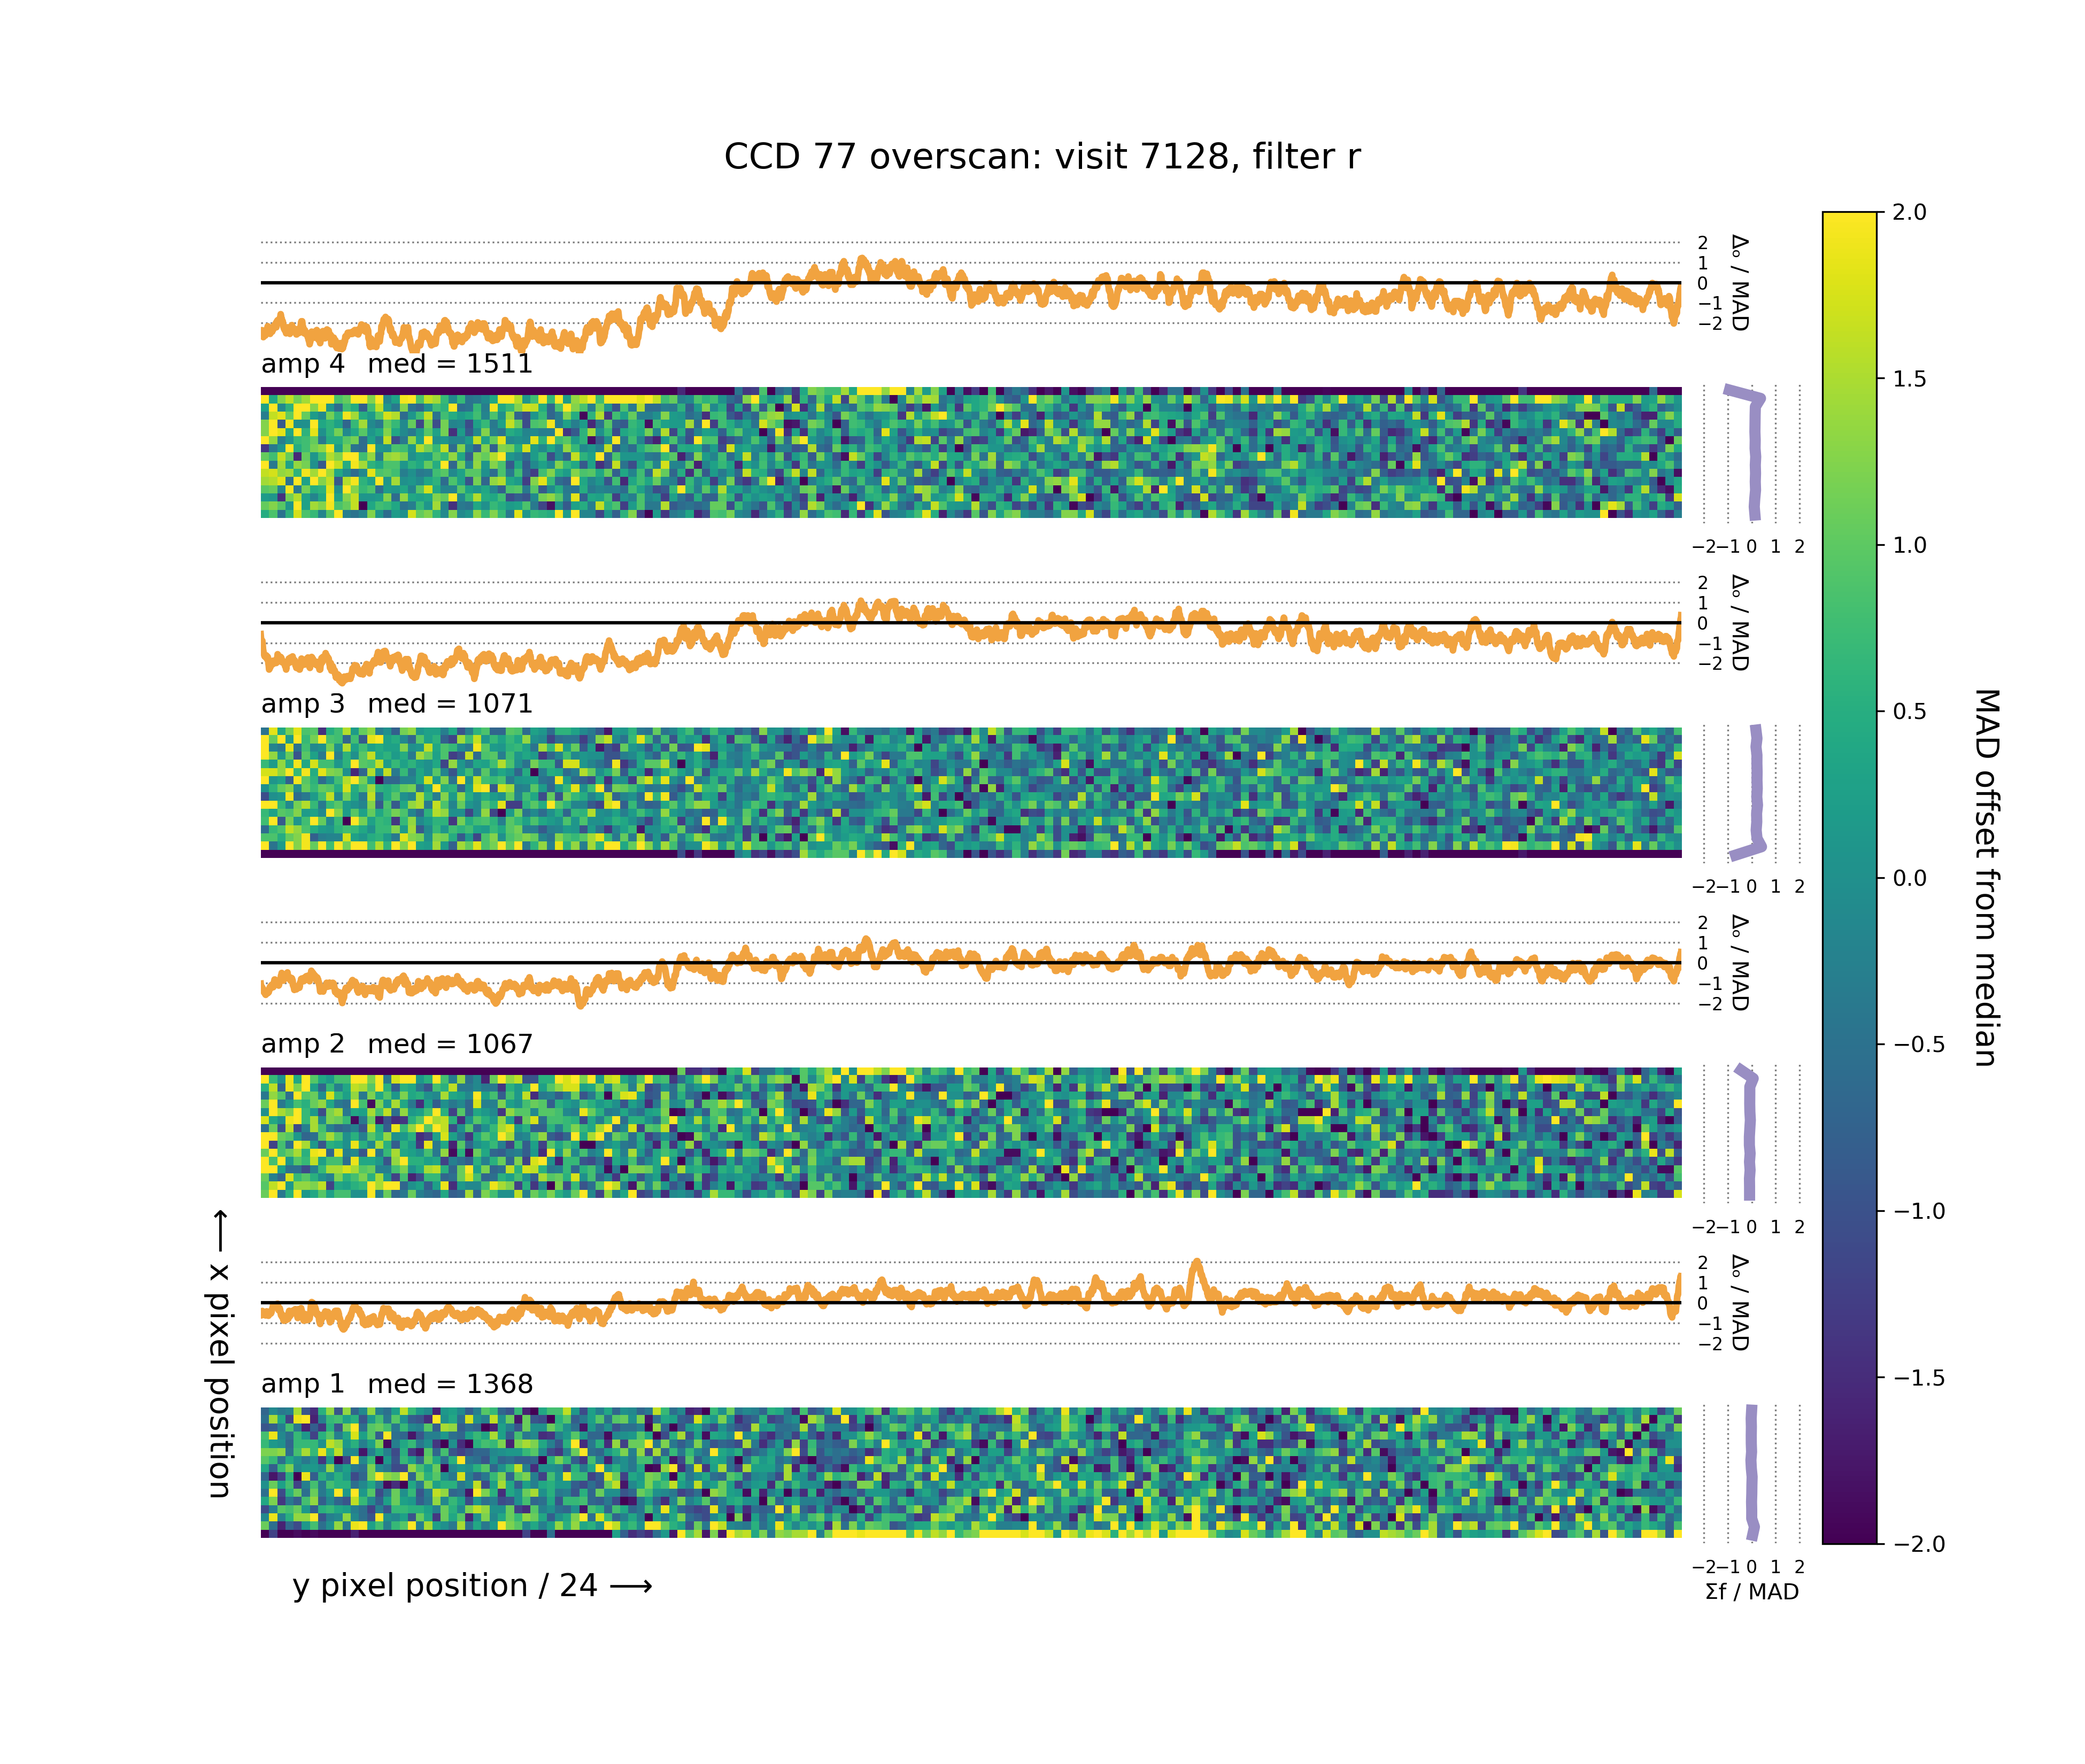 CCD 77 overscan: visit 7128, filter r
2
1
0
−1
−2
Δₒ / MAD
amp 4 med = 1511
−2 −1 0 1 2
2
1
0
−1
−2
Δₒ / MAD
amp 3 med = 1071
−2 −1 0 1 2
2
1
0
−1
−2
Δₒ / MAD
amp 2 med = 1067
−2 −1 0 1 2
2
1
0
−1
−2
Δₒ / MAD
amp 1 med = 1368
−2 −1 0 1 2
Σf / MAD
⟵ x pixel position
y pixel position / 24 ⟶
2.0
1.5
1.0
0.5
0.0
−0.5
−1.0
−1.5
−2.0
MAD offset from median